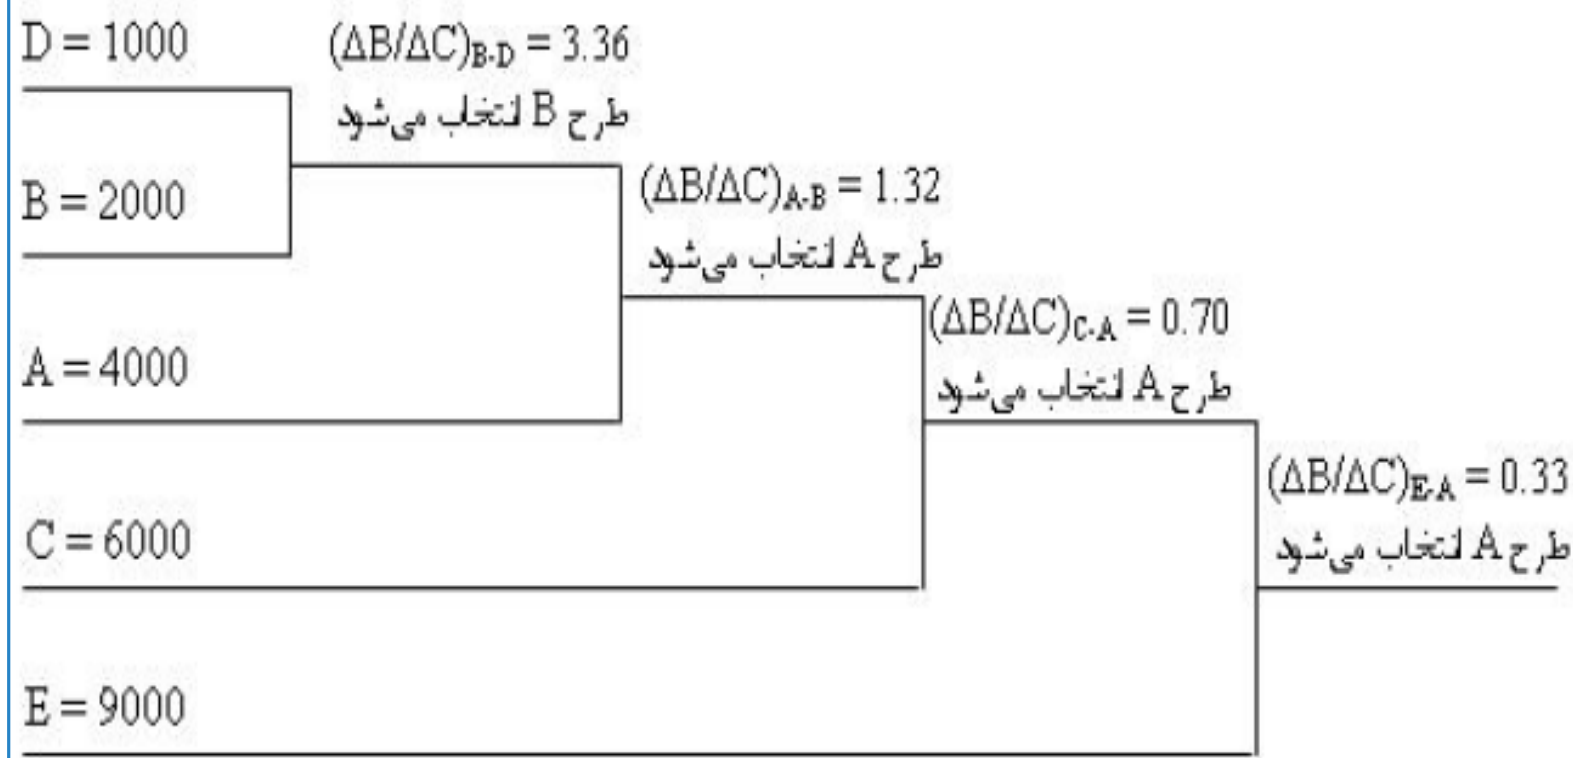 D = 1000
(ΔB/ΔC)B-D = 3.36
طرح B انتخاب می‌شود
B = 2000
(ΔB/ΔC)A-B = 1.32
طرح A انتخاب می‌شود
A = 4000
(ΔB/ΔC)C-A = 0.70
طرح A انتخاب می‌شود
C = 6000
(ΔB/ΔC)E-A = 0.33
طرح A انتخاب می‌شود
E = 9000